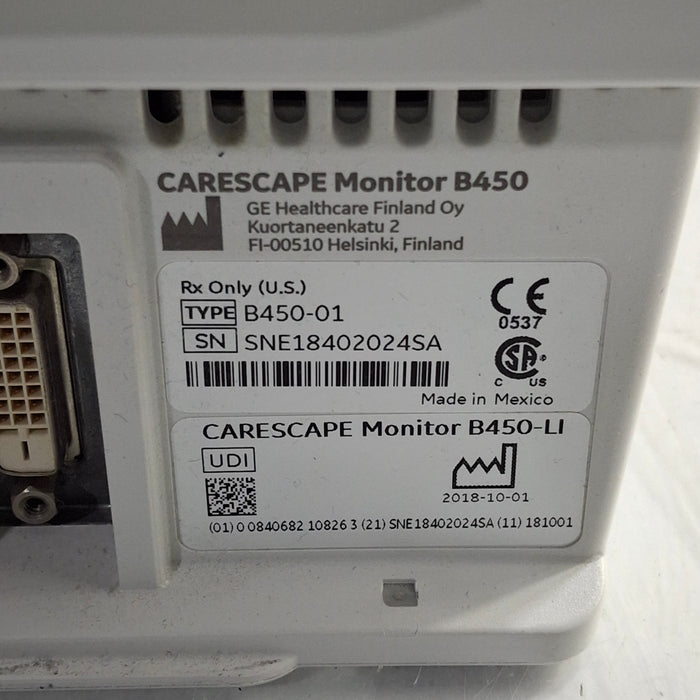 CARESCAPE Monitor B450
GE Healthcare Finland Oy
Kuortaneenkatu 2
FI-00510 Helsinki, Finland
Rx Only (U.S.)
TYPE B450-01
SN SNE18402024SA
CE
0537
SA
C US
Made in Mexico
CARESCAPE Monitor B450-LI
UDI
2018-10-01
(01) 0 0840682 10826 3 (21) SNE18402024SA (11) 181001